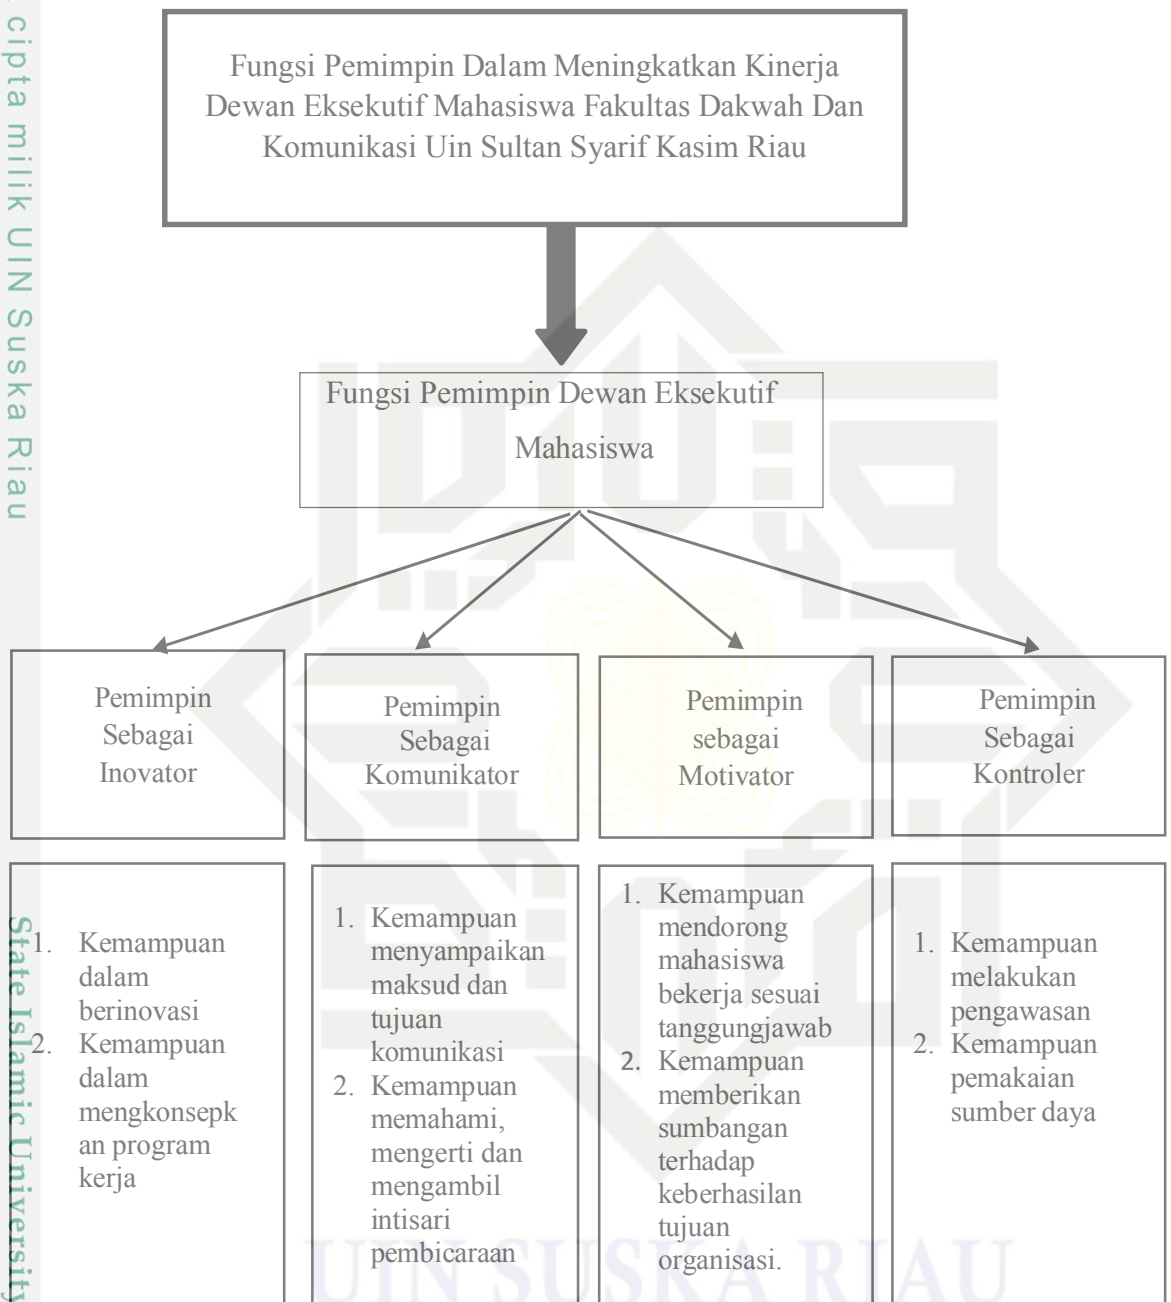 Fungsi Pemimpin Dalam Meningkatkan Kinerja
Dewan Eksekutif Mahasiswa Fakultas Dakwah Dan
Komunikasi Uin Sultan Syarif Kasim Riau
Fungsi Pemimpin Dewan Eksekutif
Mahasiswa
Pemimpin
Sebagai
Inovator
Pemimpin
Sebagai
Komunikator
Pemimpin
sebagai
Motivator
Pemimpin
Sebagai
Kontroler
1. Kemampuan
dalam
berinovasi
2. Kemampuan
dalam
mengkonsepk
an program
kerja
1. Kemampuan
menyampaikan
maksud dan
tujuan
komunikasi
2. Kemampuan
memahami,
mengerti dan
mengambil
intisari
pembicaraan
1. Kemampuan
mendorong
mahasiswa
bekerja sesuai
tanggungjawab
2. Kemampuan
memberikan
sumbangan
terhadap
keberhasilan
tujuan
organisasi.
1. Kemampuan
melakukan
pengawasan
2. Kemampuan
pemakaian
sumber daya
cipta milik UIN Suska Riau
State Islamic University
UIN SUSKA RIAU